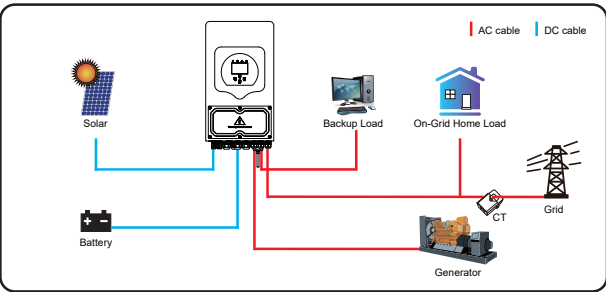 AC cable
DC cable
Solar
Backup Load
On-Grid Home Load
CT
Grid
Battery
Generator